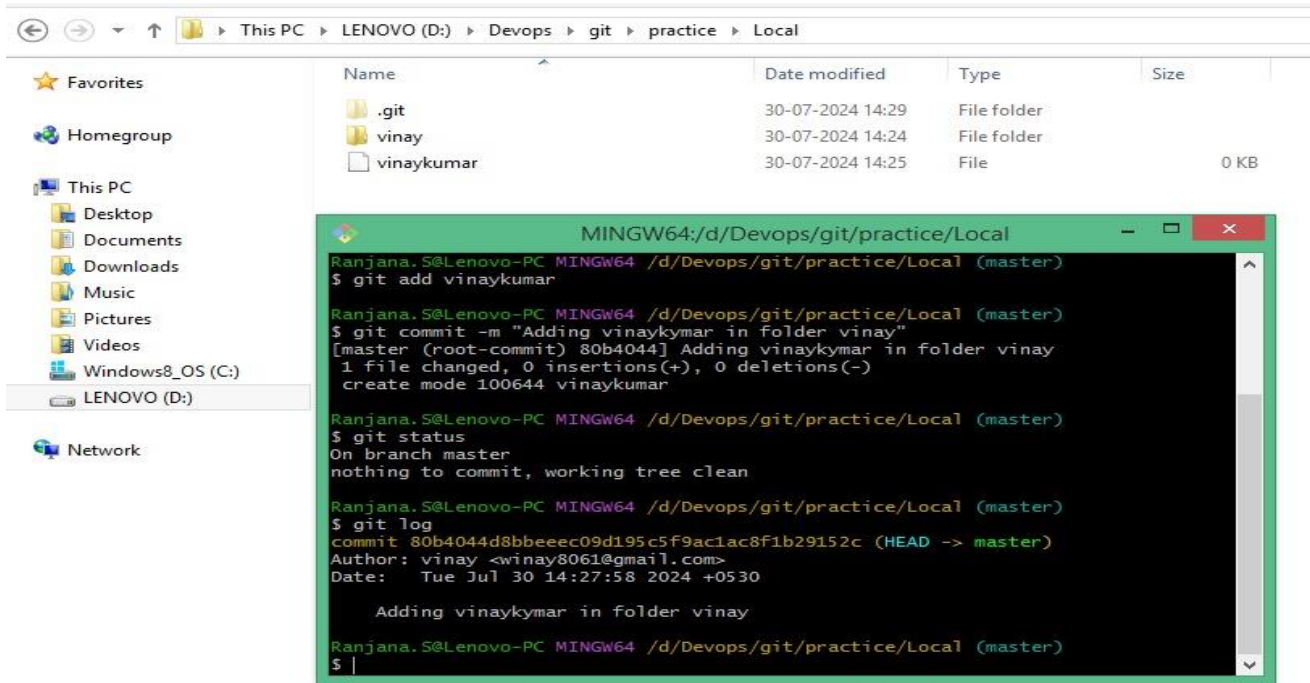 This PC LENOVO (D:) Devops git practice Local
Favorites
Homegroup
This PC
Desktop
Documents
Downloads
Music
Pictures
Videos
Windows8_OS (C:)
LENOVO (D:)
Network
Name Date modified Type Size
.git 30-07-2024 14:29 File folder
vinay 30-07-2024 14:24 File folder
vinaykumar 30-07-2024 14:25 File 0 KB
MINGW64:/d/Devops/git/practice/Local
Ranjana.S@Lenovo-PC MINGW64 /d/Devops/git/practice/Local (master)
$ git add vinaykumar
Ranjana.S@Lenovo-PC MINGW64 /d/Devops/git/practice/Local (master)
$ git commit -m "Adding vinaykymar in folder vinay"
[master (root-commit) 80b4044] Adding vinaykymar in folder vinay
1 file changed, 0 insertions(+), 0 deletions(-)
create mode 100644 vinaykumar
Ranjana.S@Lenovo-PC MINGW64 /d/Devops/git/practice/Local (master)
$ git status
On branch master
nothing to commit, working tree clean
Ranjana.S@Lenovo-PC MINGW64 /d/Devops/git/practice/Local (master)
$ git log
commit 80b4044d8bbeeec09d195c5f9ac1ac8f1b29152c (HEAD -> master)
Author: vinay <winay8061@gmail.com>
Date: Tue Jul 30 14:27:58 2024 +0530
Adding vinaykymar in folder vinay
Ranjana.S@Lenovo-PC MINGW64 /d/Devops/git/practice/Local (master)
$